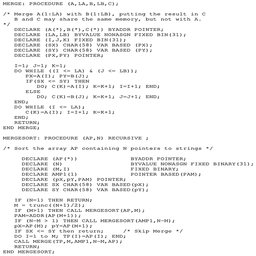 MERGE: PROCEDURE (A,LA,B,LB,C);
/* Merge A(1:LA) with B(1:LB), putting the result in C
B and C may share the same memory, but not with A.
*/
DECLARE (A(*),B(*),C(*)) BYADDR POINTER;
DECLARE (LA,LB) BYVALUE NONASGN FIXED BIN(31);
DECLARE (I,J,K) FIXED BIN(31);
DECLARE (SX) CHAR(58) VAR BASED (PX);
DECLARE (SY) CHAR(58) VAR BASED (PY);
DECLARE (PX,PY) POINTER;
I=1; J=1; K=1;
DO WHILE ((I <= LA) & (J <= LB));
PX=A(I); PY=B(J);
IF(SX <= SY) THEN
DO; C(K)=A(I); K=K+1; I=I+1; END;
ELSE
DO; C(K)=B(J); K=K+1; J=J+1; END;
END;
DO WHILE (I <= LA);
C(K)=A(I); I=I+1; K=K+1;
END;
RETURN;
END MERGE;
MERGESORT: PROCEDURE (AP,N) RECURSIVE ;
/* Sort the array AP containing N pointers to strings */
DECLARE (AP(*)) BYADDR POINTER;
DECLARE (N) BYVALUE NONASGN FIXED BINARY(31);
DECLARE (M,I) FIXED BINARY;
DECLARE AMP1(1) POINTER BASED(PAM);
DECLARE (pX,pY,PAM) POINTER;
DECLARE SX CHAR(58) VAR BASED(pX);
DECLARE SY CHAR(58) VAR BASED(pY);
IF (N=1) THEN RETURN;
M = trunc((N+1)/2);
IF (M>1) THEN CALL MERGESORT(AP,M);
PAM=ADDR(AP(M+1));
IF (N-M > 1) THEN CALL MERGESORT(AMP1,N-M);
pX=AP(M); pY=AP(M+1);
IF SX <= SY then return; /* Skip Merge */
DO I=1 to M; TP(I)=AP(I); END;
CALL MERGE(TP,M,AMP1,N-M,AP);
RETURN;
END MERGESORT;